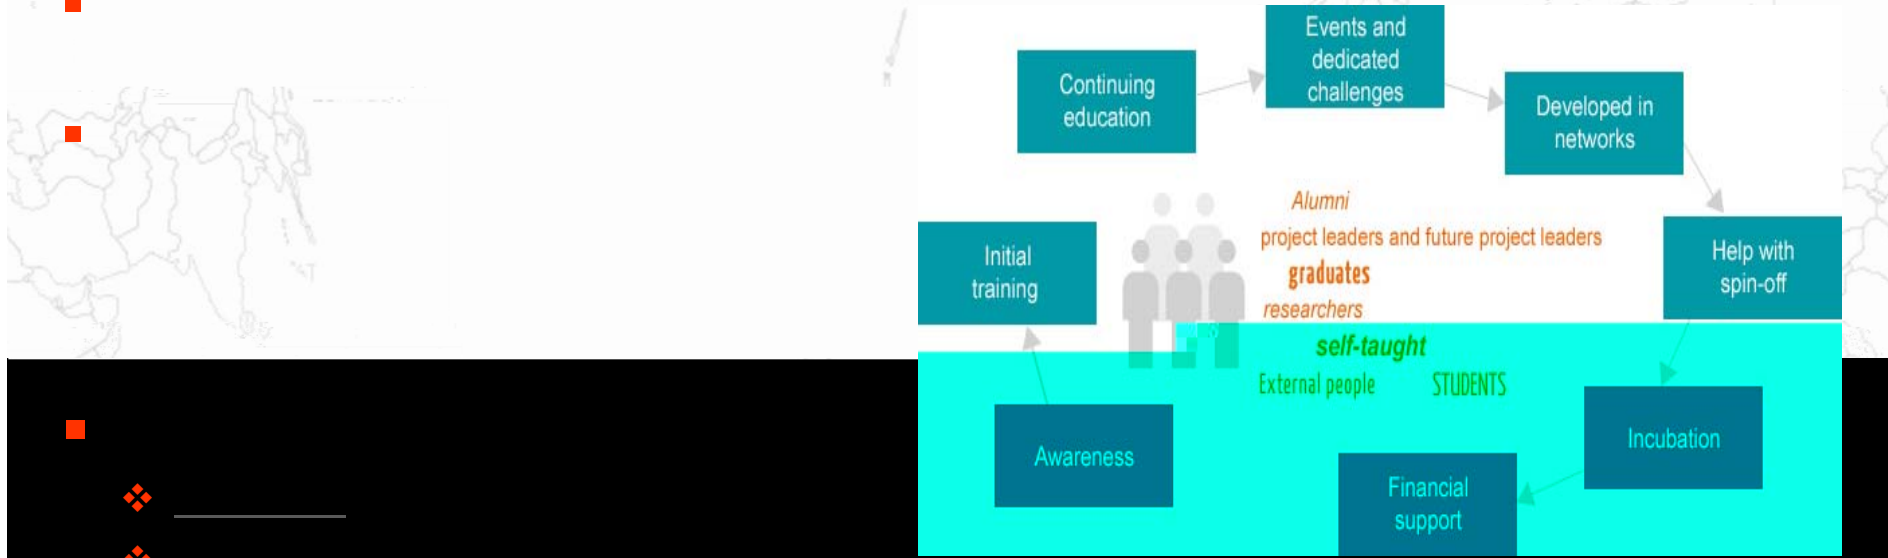 Events and
dedicated
challenges
Continuing
education
Developed in
networks
Alumni
project leaders and future project leaders
graduates
researchers
self-taught
External people
STUDENTS
Initial
training
Help with
spin-off
Awareness
Incubation
Financial
support